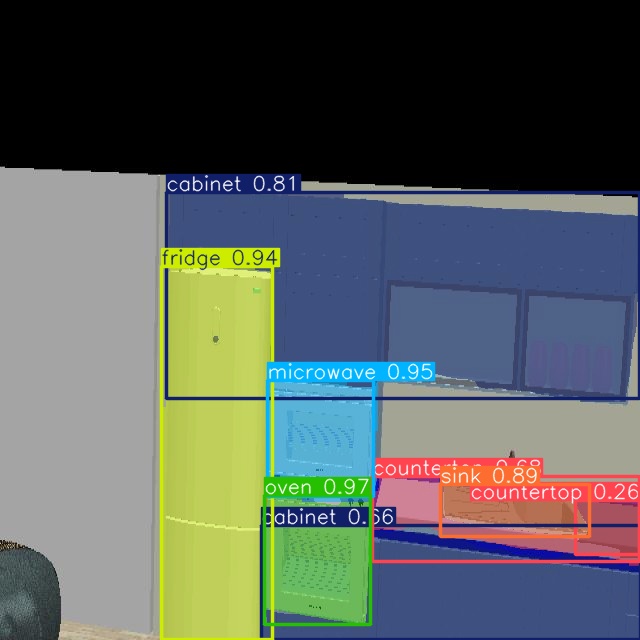 cabinet 0.81
fridge 0.94
microwave 0.95
sink 0.89
oven 0.97
countertop 0.26
cabinet 0.66